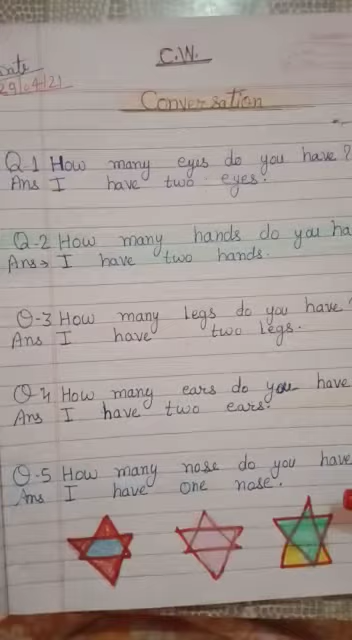 Date
C.W.
29/04/21
Conversation
Q-1 How many eyis do you have?
Ans I have two eyes.
Q-2 How many hands do you ha
Ans→ I have two hands.
Q-3 How many legs do you have?
Ans I have two legs.
Q-4 How many ears do you have
Ans I have two ears.
Q-5 How many nose do you have
Ans I have one nose.